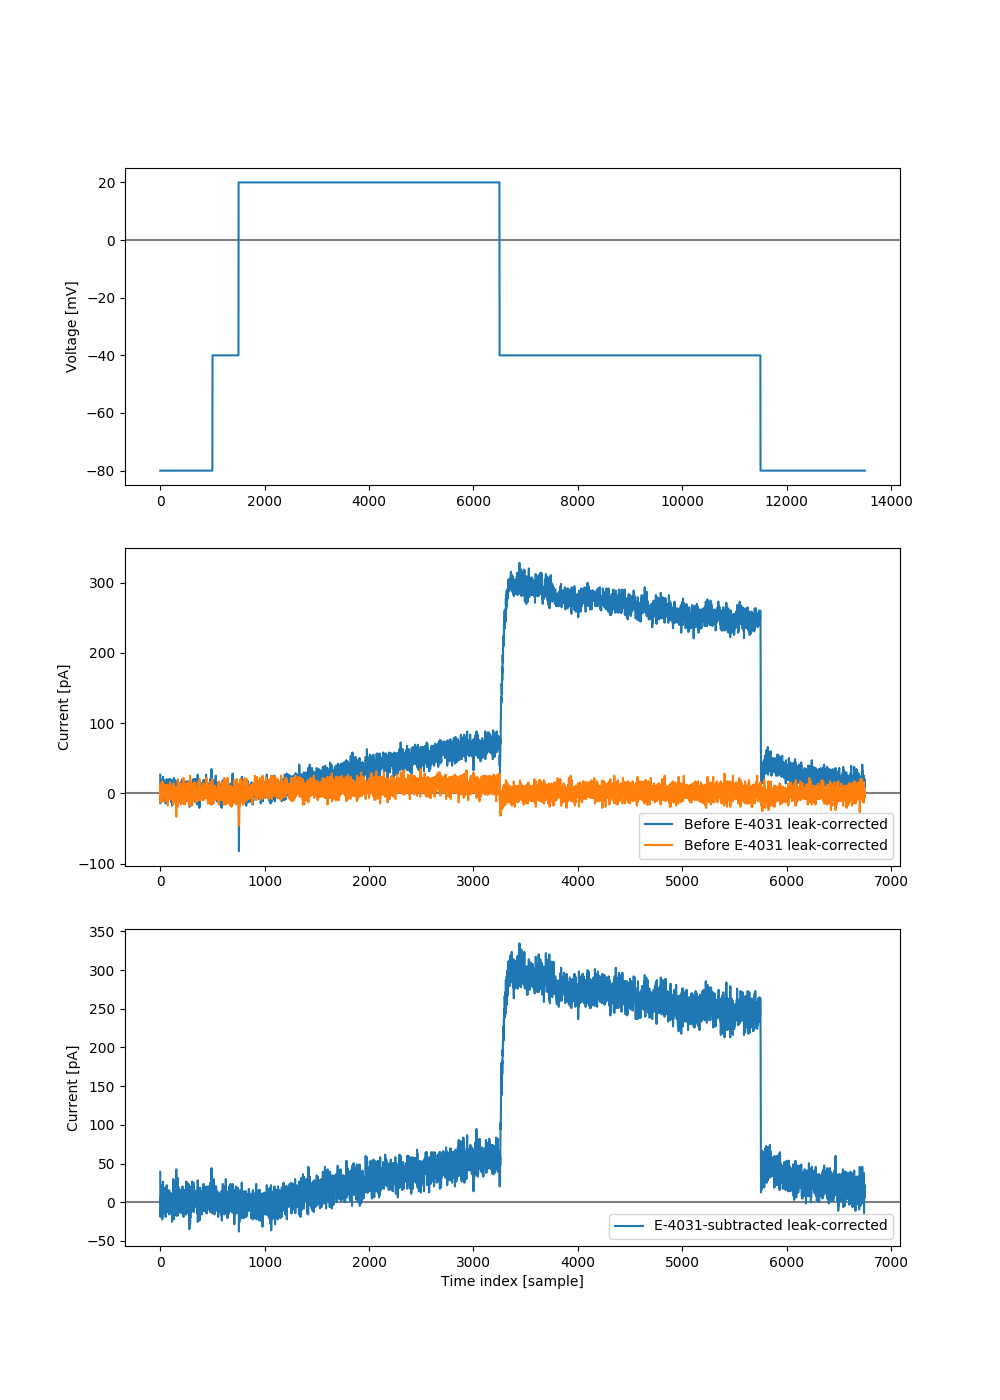 20
0
−20
−40
−60
−80
Voltage [mV]
0 2000 4000 6000 8000 10000 12000 14000
300
200
100
0
−100
Current [pA]
Before E-4031 leak-corrected
Before E-4031 leak-corrected
0 1000 2000 3000 4000 5000 6000 7000
350
300
250
200
150
100
50
0
−50
Current [pA]
E-4031-subtracted leak-corrected
0 1000 2000 3000 4000 5000 6000 7000
Time index [sample]